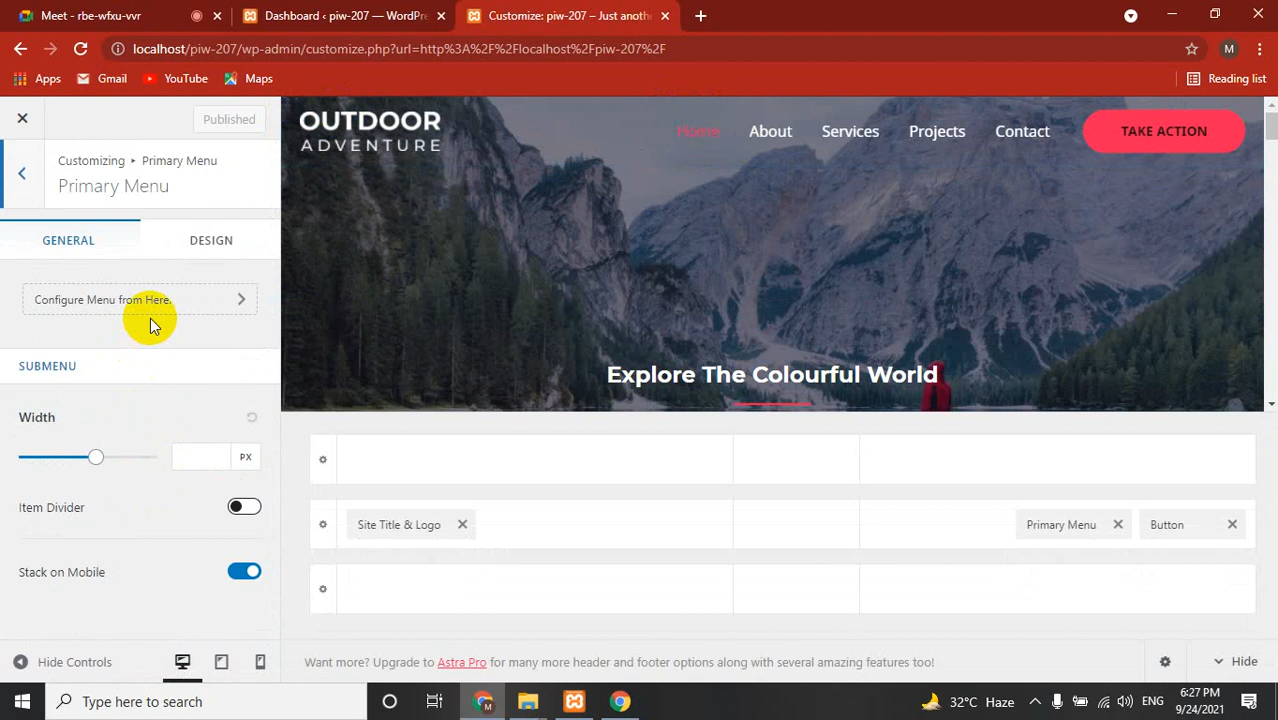 Meet - rbe-wfxu-vvr
Dashboard ‹ piw-207 — WordPre
Customize: piw-207 – Just anoth
localhost/piw-207/wp-admin/customize.php?url=http%3A%2F%2Flocalhost%2Fpiw-207%2F
M
Apps
Gmail
YouTube
Maps
Reading list
Published
Customizing ▸ Primary Menu
Primary Menu
GENERAL
DESIGN
Configure Menu from Here.
SUBMENU
Width
PX
Item Divider
Stack on Mobile
Hide Controls
OUTDOOR
ADVENTURE
Home
About
Services
Projects
Contact
TAKE ACTION
Explore The Colourful World
Site Title & Logo
Primary Menu
Button
Want more? Upgrade to Astra Pro for many more header and footer options along with several amazing features too!
Hide
Type here to search
M
32°C Haze
ENG
6:27 PM
9/24/2021